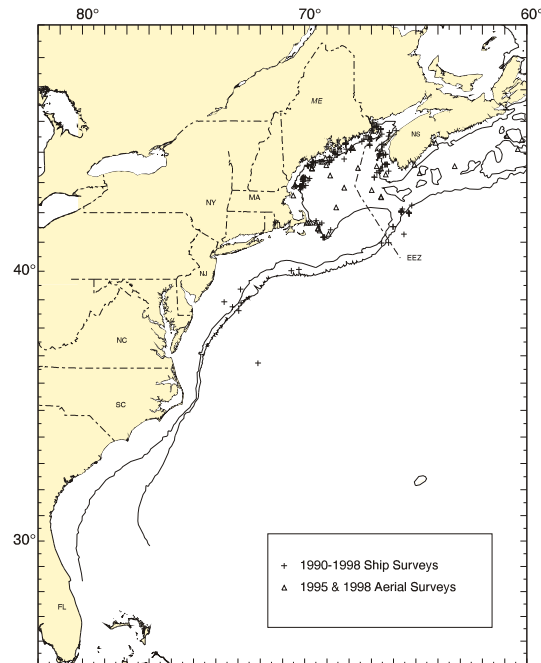 80° 70° 60°
ME
NS
NY MA
EEZ
40°
NJ
NC
SC
30°
+ 1990-1998 Ship Surveys
△ 1995 & 1998 Aerial Surveys
FL